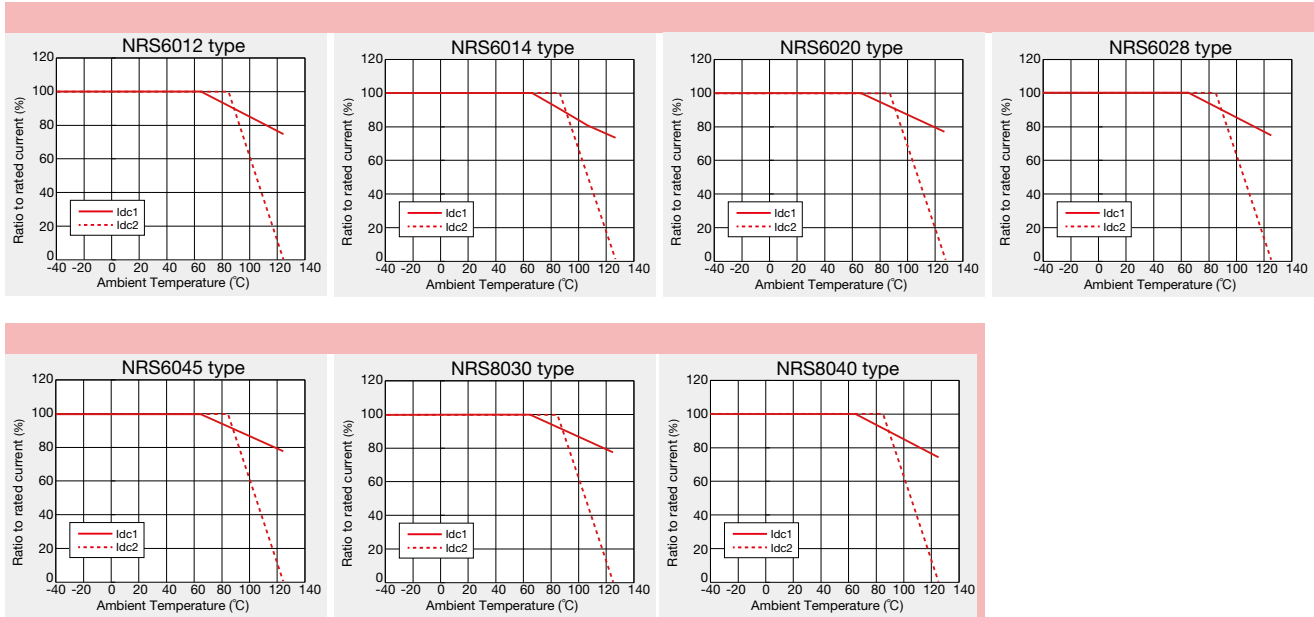 NRS6012 type
120
100
80
60
40
20
0
Ratio to rated current (%)
Idc1
Idc2
-40 -20 0 20 40 60 80 100 120 140
Ambient Temperature (℃)
NRS6014 type
120
100
80
60
40
20
0
Ratio to rated current (%)
Idc1
Idc2
-40 -20 0 20 40 60 80 100 120 140
Ambient Temperature (℃)
NRS6020 type
120
100
80
60
40
20
0
Ratio to rated current (%)
Idc1
Idc2
-40 -20 0 20 40 60 80 100 120 140
Ambient Temperature (℃)
NRS6028 type
120
100
80
60
40
20
0
Ratio to rated current (%)
Idc1
Idc2
-40 -20 0 20 40 60 80 100 120 140
Ambient Temperature (℃)
NRS6045 type
120
100
80
60
40
20
0
Ratio to rated current (%)
Idc1
Idc2
-40 -20 0 20 40 60 80 100 120 140
Ambient Temperature (℃)
NRS8030 type
120
100
80
60
40
20
0
Ratio to rated current (%)
Idc1
Idc2
-40 -20 0 20 40 60 80 100 120 140
Ambient Temperature (℃)
NRS8040 type
120
100
80
60
40
20
0
Ratio to rated current (%)
Idc1
Idc2
-40 -20 0 20 40 60 80 100 120 140
Ambient Temperature (℃)